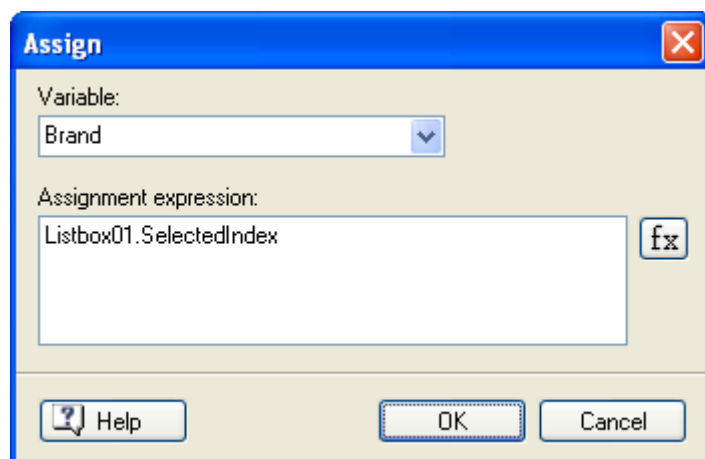 Assign
Variable:
Brand
Assignment expression:
Listbox01.SelectedIndex
fx
? Help
OK
Cancel